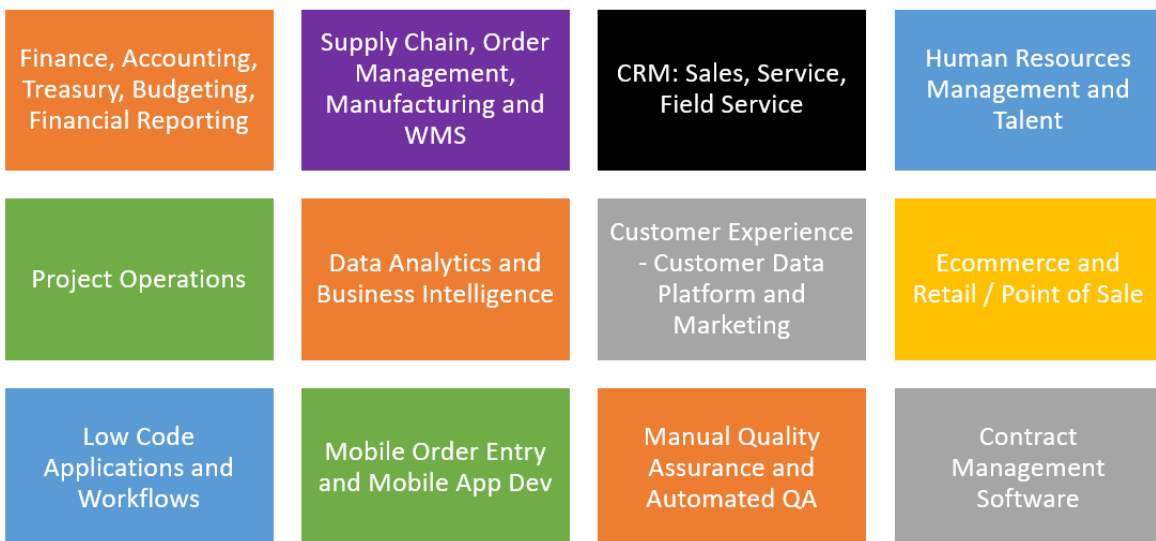 Finance, Accounting,
Treasury, Budgeting,
Financial Reporting
Supply Chain, Order
Management,
Manufacturing and
WMS
CRM: Sales, Service,
Field Service
Human Resources
Management and
Talent
Project Operations
Data Analytics and
Business Intelligence
Customer Experience
- Customer Data
Platform and
Marketing
Ecommerce and
Retail / Point of Sale
Low Code
Applications and
Workflows
Mobile Order Entry
and Mobile App Dev
Manual Quality
Assurance and
Automated QA
Contract
Management
Software